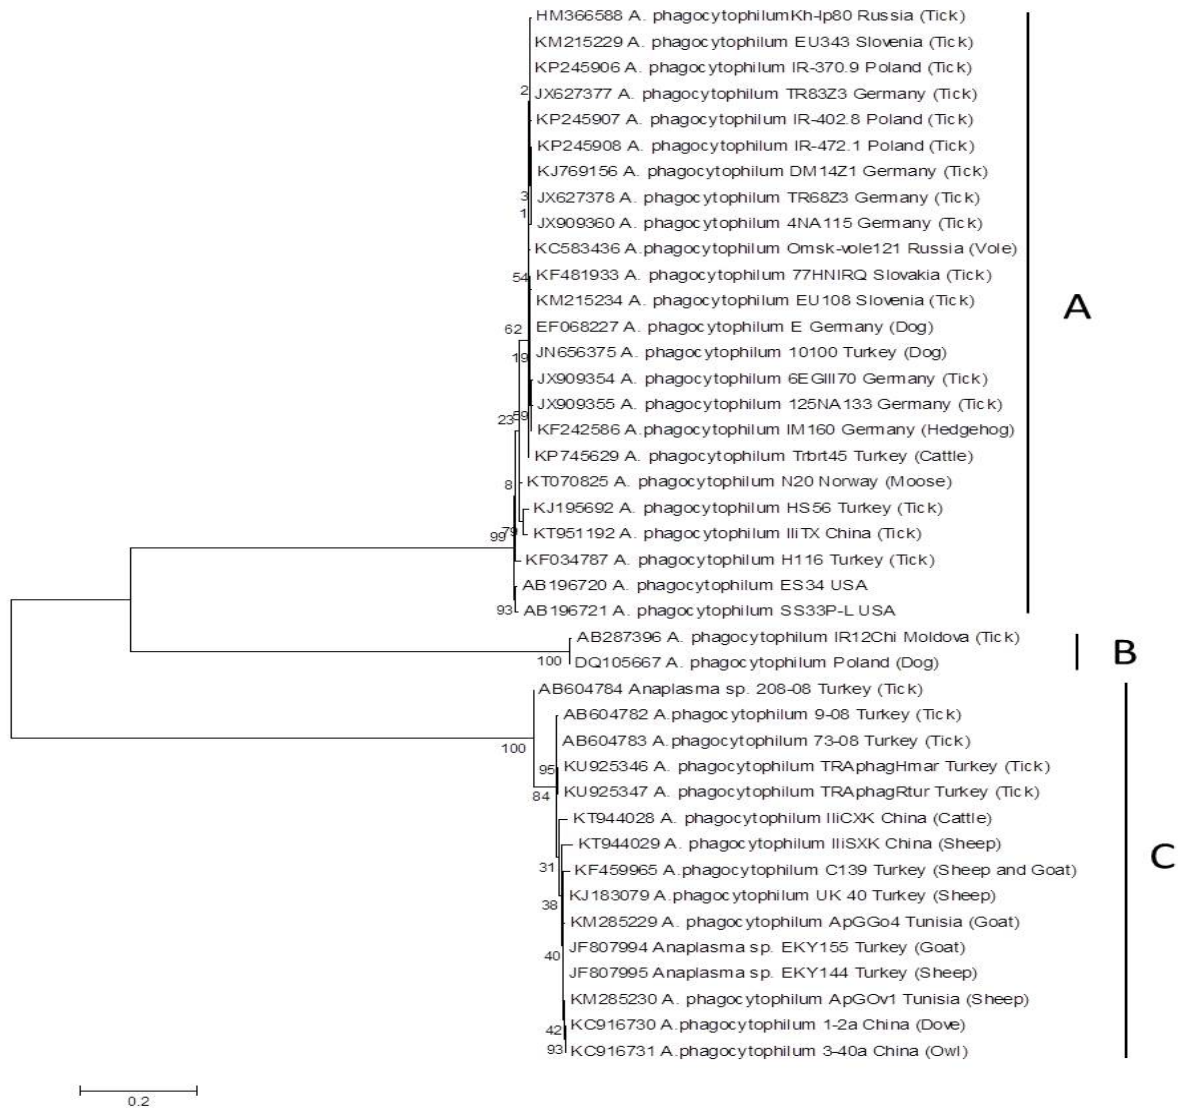 HM366588 A. phagocytophilumKh-Ip80 Russia (Tick)
KM215229 A. phagocytophilum EU343 Slovenia (Tick)
KP245906 A. phagocytophilum IR-370.9 Poland (Tick)
2
JX627377 A. phagocytophilum TR83Z3 Germany (Tick)
KP245907 A. phagocytophilum IR-402.8 Poland (Tick)
KP245908 A. phagocytophilum IR-472.1 Poland (Tick)
KJ769156 A. phagocytophilum DM14Z1 Germany (Tick)
3
JX627378 A. phagocytophilum TR68Z3 Germany (Tick)
1
JX909360 A. phagocytophilum 4NA115 Germany (Tick)
KC583436 A.phagocytophilum Omsk-vole121 Russia (Vole)
54
KF481933 A. phagocytophilum 77HNIRQ Slovakia (Tick)
KM215234 A. phagocytophilum EU108 Slovenia (Tick)
A
62
EF068227 A. phagocytophilum E Germany (Dog)
19
JN656375 A. phagocytophilum 10100 Turkey (Dog)
JX909354 A. phagocytophilum 6EGIII70 Germany (Tick)
JX909355 A. phagocytophilum 125NA133 Germany (Tick)
23
59
KF242586 A.phagocytophilum IM160 Germany (Hedgehog)
KP745629 A. phagocytophilum Trbrt45 Turkey (Cattle)
8
KT070825 A. phagocytophilum N20 Norway (Moose)
KJ195692 A. phagocytophilum HS56 Turkey (Tick)
99
79
KT951192 A. phagocytophilum IliTX China (Tick)
KF034787 A. phagocytophilum H116 Turkey (Tick)
AB196720 A. phagocytophilum ES34 USA
93
AB196721 A. phagocytophilum SS33P-L USA
AB287396 A. phagocytophilum IR12Chi Moldova (Tick)
B
100
DQ105667 A. phagocytophilum Poland (Dog)
AB604784 Anaplasma sp. 208-08 Turkey (Tick)
AB604782 A.phagocytophilum 9-08 Turkey (Tick)
100
AB604783 A.phagocytophilum 73-08 Turkey (Tick)
95
KU925346 A. phagocytophilum TRAphagHmar Turkey (Tick)
84
KU925347 A. phagocytophilum TRAphagRtur Turkey (Tick)
KT944028 A. phagocytophilum IliCXK China (Cattle)
KT944029 A. phagocytophilum IliSXK China (Sheep)
C
31
KF459965 A.phagocytophilum C139 Turkey (Sheep and Goat)
38
KJ183079 A.phagocytophilum UK 40 Turkey (Sheep)
KM285229 A. phagocytophilum ApGGo4 Tunisia (Goat)
40
JF807994 Anaplasma sp. EKY155 Turkey (Goat)
JF807995 Anaplasma sp. EKY144 Turkey (Sheep)
KM285230 A. phagocytophilum ApGOv1 Tunisia (Sheep)
42
KC916730 A.phagocytophilum 1-2a China (Dove)
93
KC916731 A.phagocytophilum 3-40a China (Owl)
0.2